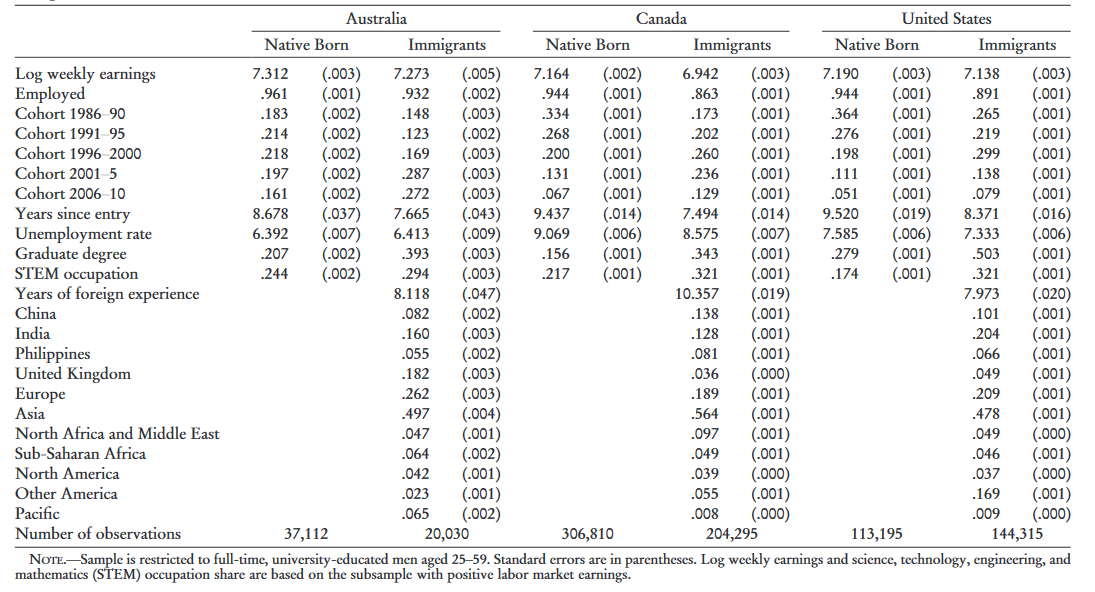 Australia Canada United States
Native Born Immigrants Native Born Immigrants Native Born Immigrants
Log weekly earnings 7.312 (.003) 7.273 (.005) 7.164 (.002) 6.942 (.003) 7.190 (.003) 7.138 (.003)
Employed .961 (.001) .932 (.002) .944 (.001) .863 (.001) .944 (.001) .891 (.001)
Cohort 1986–90 .183 (.002) .148 (.003) .334 (.001) .173 (.001) .364 (.001) .265 (.001)
Cohort 1991–95 .214 (.002) .123 (.002) .268 (.001) .202 (.001) .276 (.001) .219 (.001)
Cohort 1996–2000 .218 (.002) .169 (.003) .200 (.001) .260 (.001) .198 (.001) .299 (.001)
Cohort 2001–5 .197 (.002) .287 (.003) .131 (.001) .236 (.001) .111 (.001) .138 (.001)
Cohort 2006–10 .161 (.002) .272 (.003) .067 (.001) .129 (.001) .051 (.001) .079 (.001)
Years since entry 8.678 (.037) 7.665 (.043) 9.437 (.014) 7.494 (.014) 9.520 (.019) 8.371 (.016)
Unemployment rate 6.392 (.007) 6.413 (.009) 9.069 (.006) 8.575 (.007) 7.585 (.006) 7.333 (.006)
Graduate degree .207 (.002) .393 (.003) .156 (.001) .343 (.001) .279 (.001) .503 (.001)
STEM occupation .244 (.002) .294 (.003) .217 (.001) .321 (.001) .174 (.001) .321 (.001)
Years of foreign experience 8.118 (.047) 10.357 (.019) 7.973 (.020)
China .082 (.002) .138 (.001) .101 (.001)
India .160 (.003) .128 (.001) .204 (.001)
Philippines .055 (.002) .081 (.001) .066 (.001)
United Kingdom .182 (.003) .036 (.000) .049 (.001)
Europe .262 (.003) .189 (.001) .209 (.001)
Asia .497 (.004) .564 (.001) .478 (.001)
North Africa and Middle East .047 (.001) .097 (.001) .049 (.000)
Sub-Saharan Africa .064 (.002) .049 (.001) .046 (.001)
North America .042 (.001) .039 (.000) .037 (.000)
Other America .023 (.001) .055 (.001) .169 (.001)
Pacific .065 (.002) .008 (.000) .009 (.000)
Number of observations 37,112 20,030 306,810 204,295 113,195 144,315
NOTE.—Sample is restricted to full-time, university-educated men aged 25–59. Standard errors are in parentheses. Log weekly earnings and science, technology, engineering, and
mathematics (STEM) occupation share are based on the subsample with positive labor market earnings.